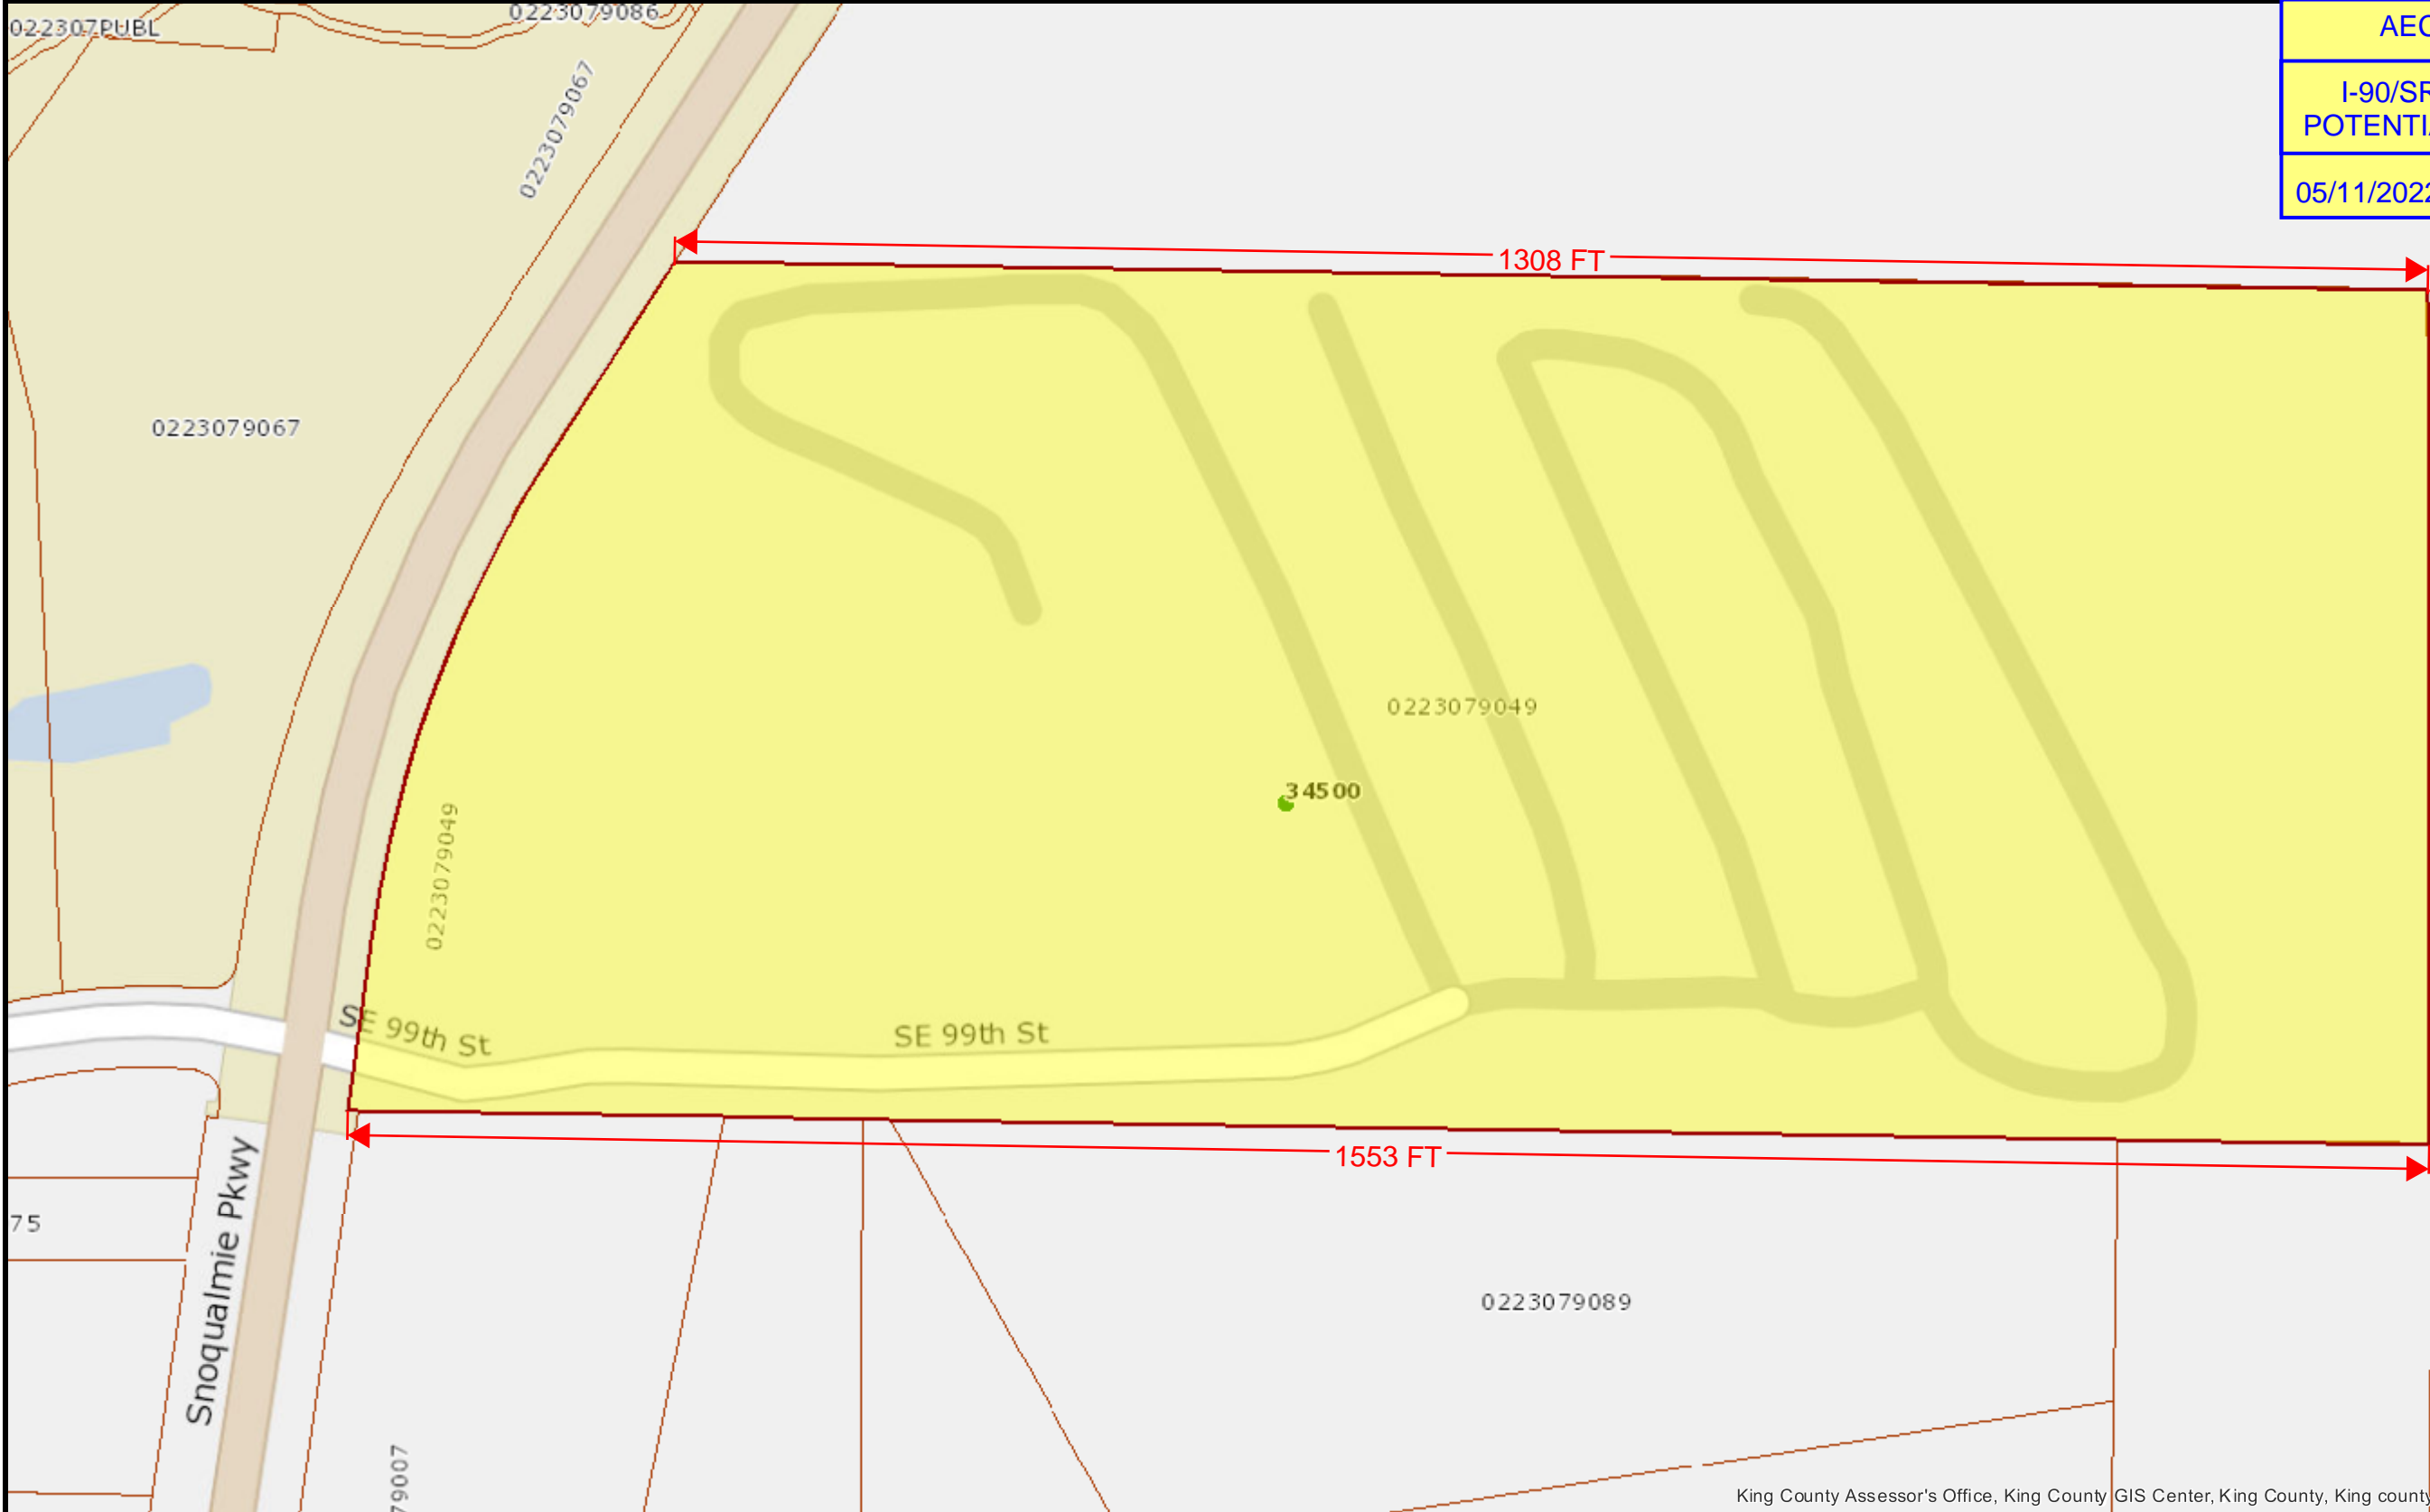 0223079086
022307PUBL
AEC
I-90/SR
POTENTIA
05/11/2022
0223079067
1308 FT
0223079067
0223079049
34500
0223079049
SE 99th St
SE 99th St
1553 FT
Snoqualmie Pkwy
75
0223079089
79007
King County Assessor's Office, King County GIS Center, King County, King county